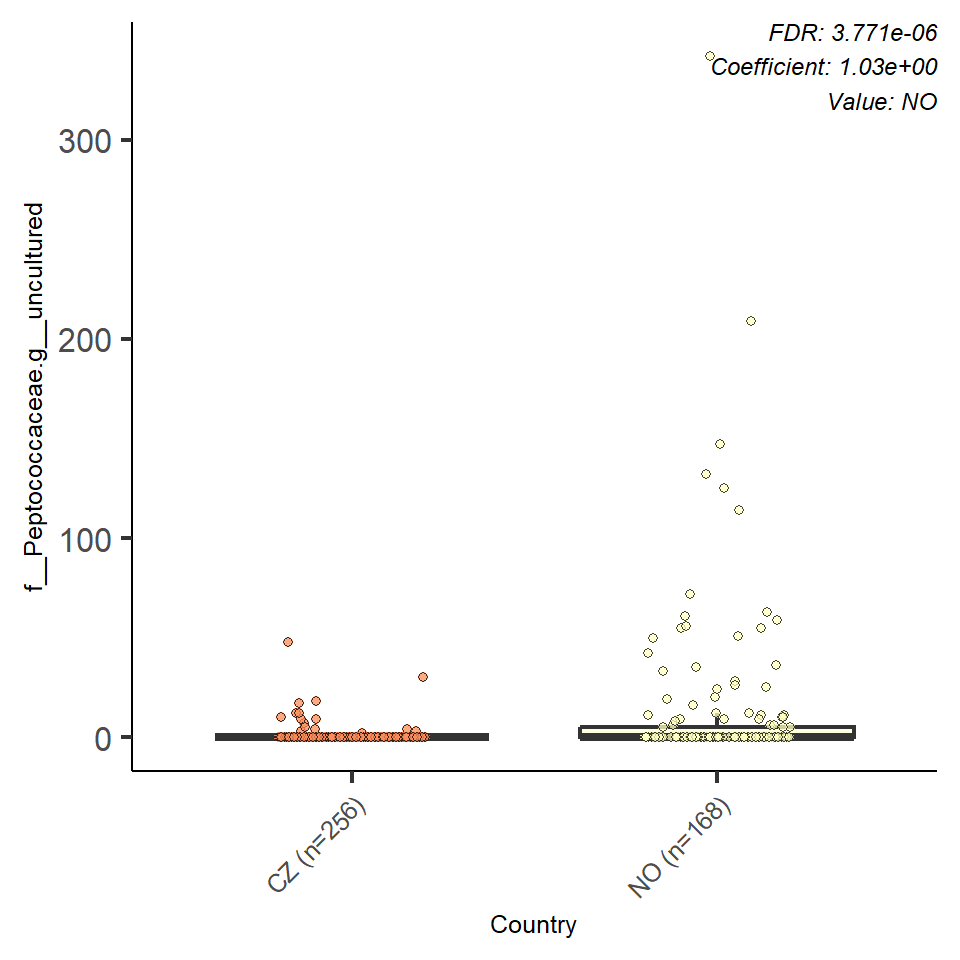 FDR: 3.771e-06
Coefficient: 1.03e+00
Value: NO
f__Peptococcaceae.g__uncultured
300
200
100
0
CZ (n=256)
NO (n=168)
Country